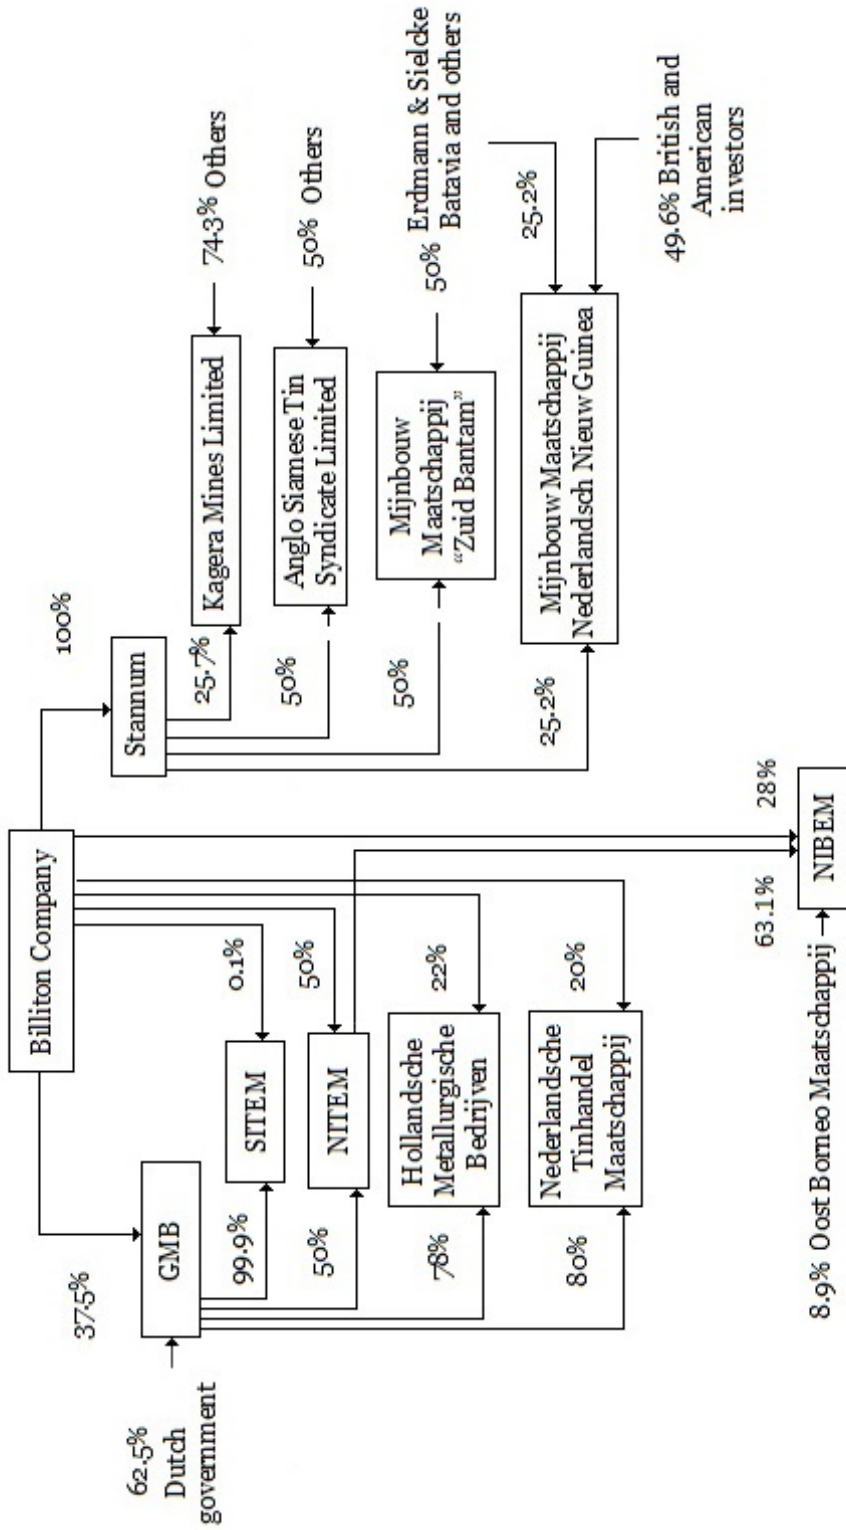 Billiton Company
37.5%
100%
62.5%
Dutch
government
GMB
Stannum
99.9%
SITEM
0.1%
25.7%
Kagera Mines Limited
74.3% Others
50%
NITEM
50%
50%
Anglo Siamese Tin
Syndicate Limited
50% Others
78%
Hollandsche
Metallurgische
Bedrijven
22%
50%
Mijnbouw
Maatschappij
“Zuid Bantam”
50%
Erdmann & Sielcke
Batavia and others
80%
Nederlandsche
Tinhandel
Maatschappij
20%
25.2%
Mijnbouw Maatschappij
Nederlandsch Nieuw Guinea
25.2%
49.6% British and
American
investors
63.1%
28%
8.9% Oost Borneo Maatschappij
NIBEM